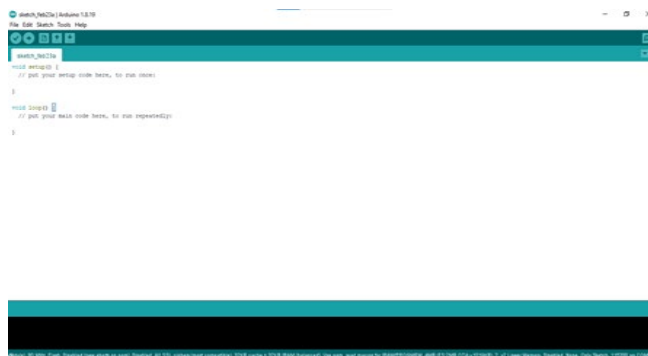 sketch_feb23a | Arduino 1.8.19
File Edit Sketch Tools Help
sketch_feb23a
void setup() {
// put your setup code here, to run once:
}
void loop() {
// put your main code here, to run repeatedly:
}